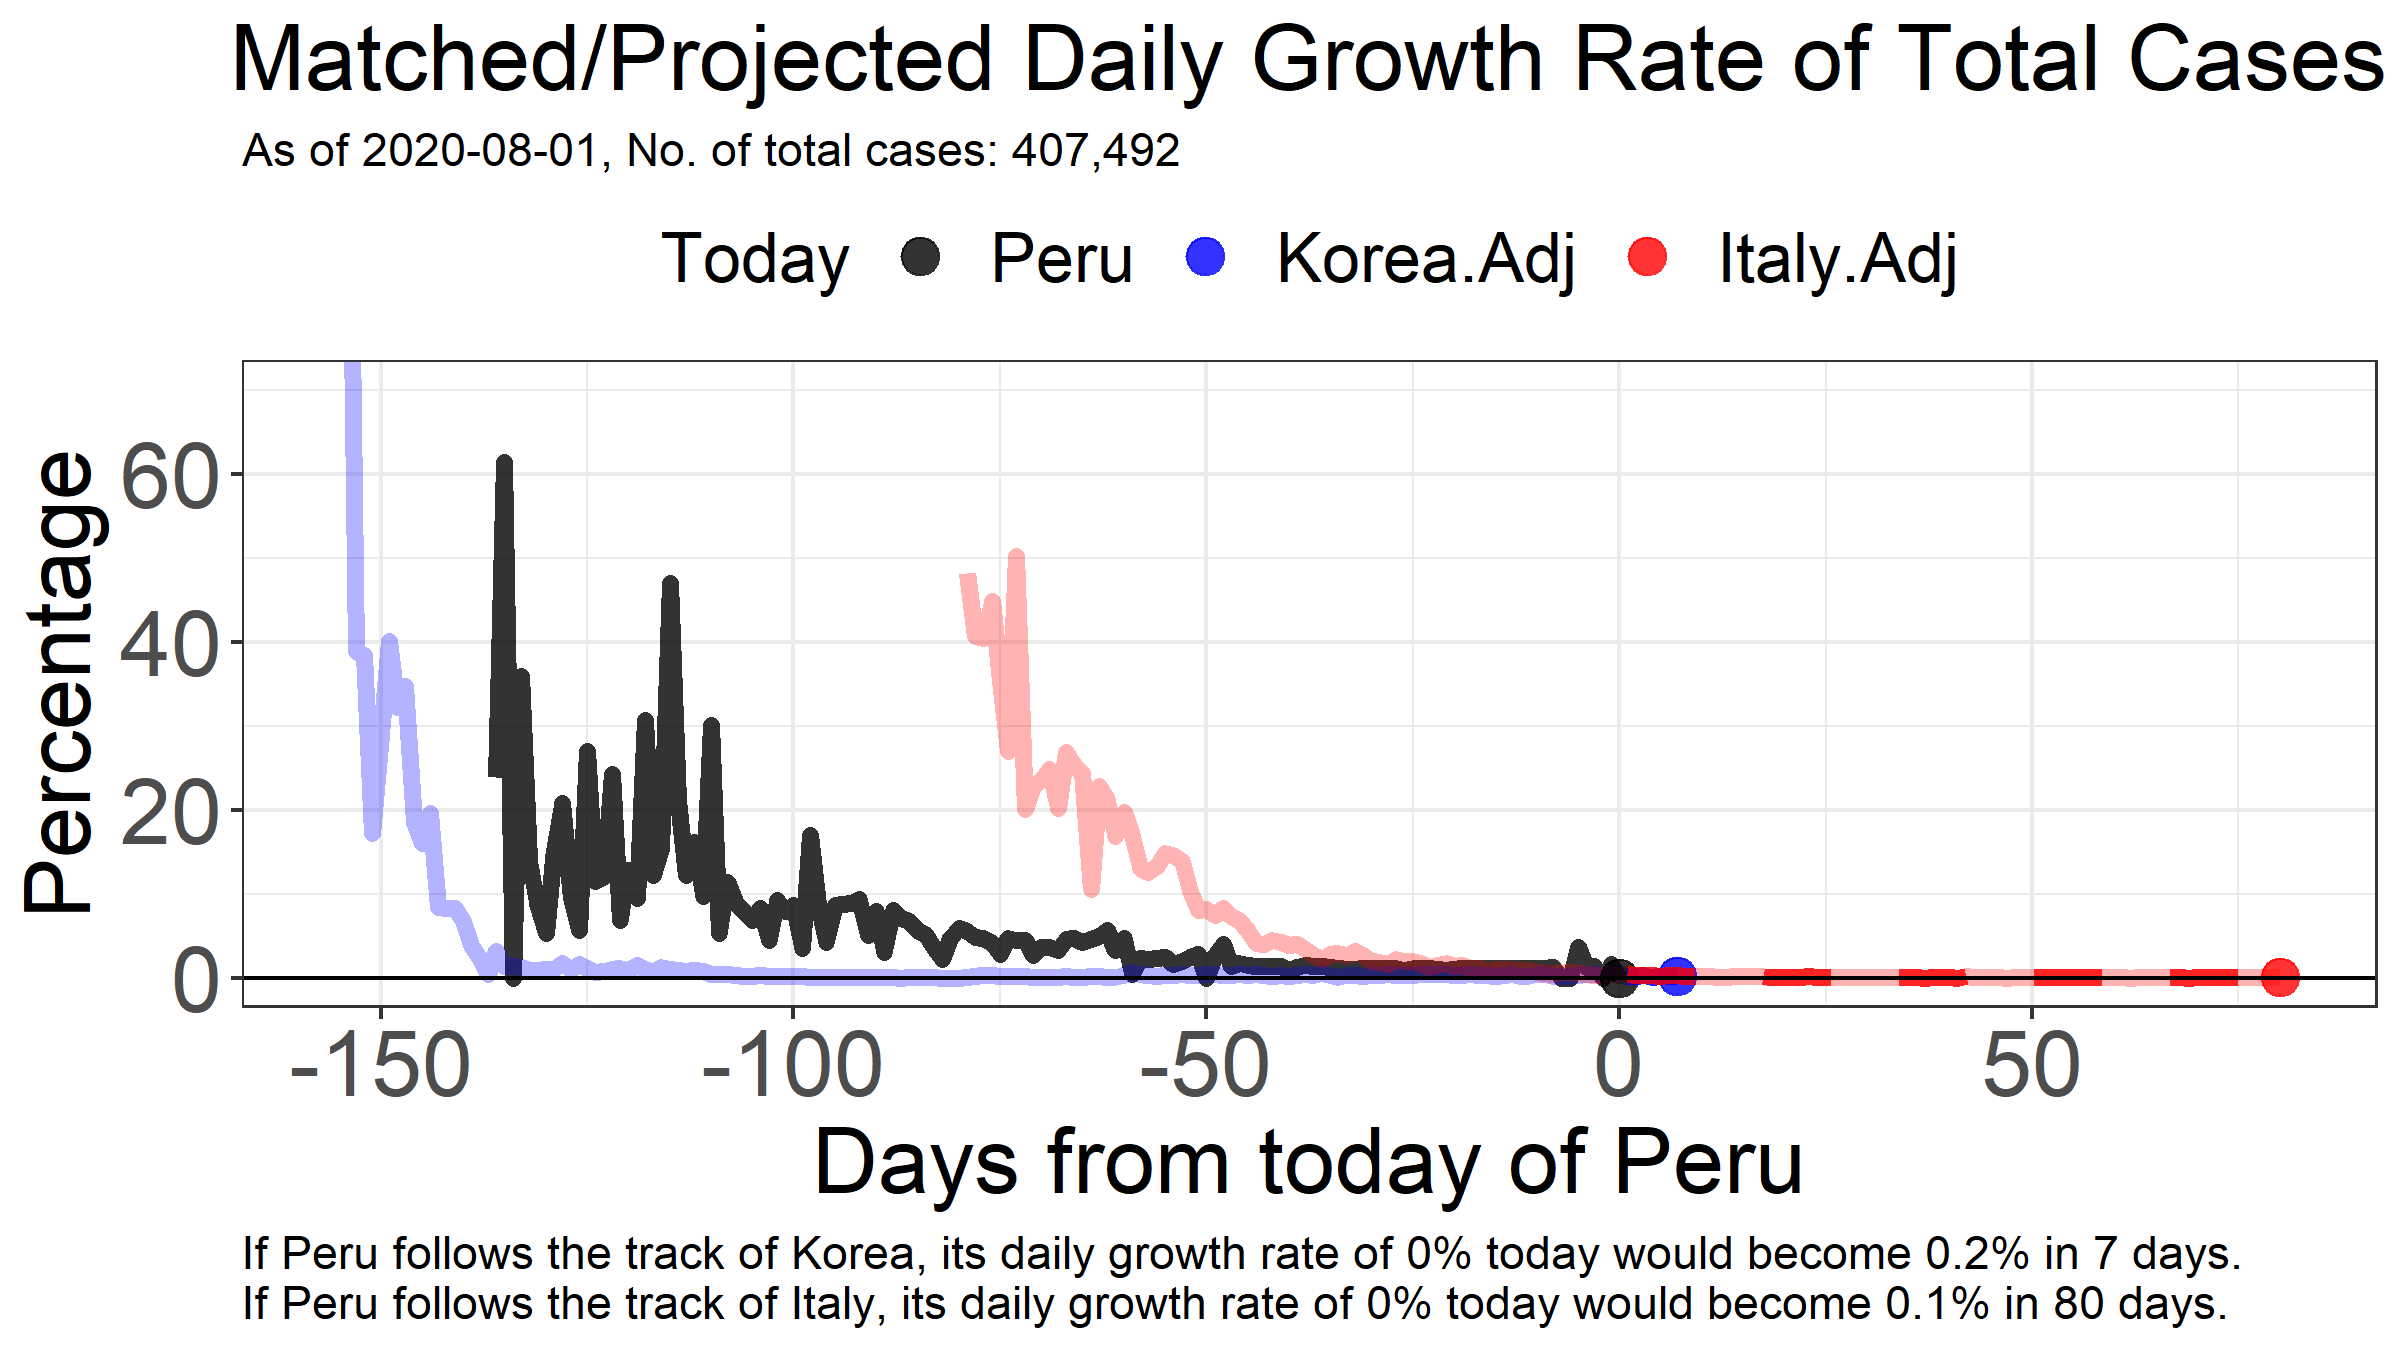 Matched/Projected Daily Growth Rate of Total Cases
As of 2020-08-01, No. of total cases: 407,492
Today Peru Korea.Adj Italy.Adj
Percentage
60
40
20
0
-150 -100 -50 0 50
Days from today of Peru
If Peru follows the track of Korea, its daily growth rate of 0% today would become 0.2% in 7 days.
If Peru follows the track of Italy, its daily growth rate of 0% today would become 0.1% in 80 days.